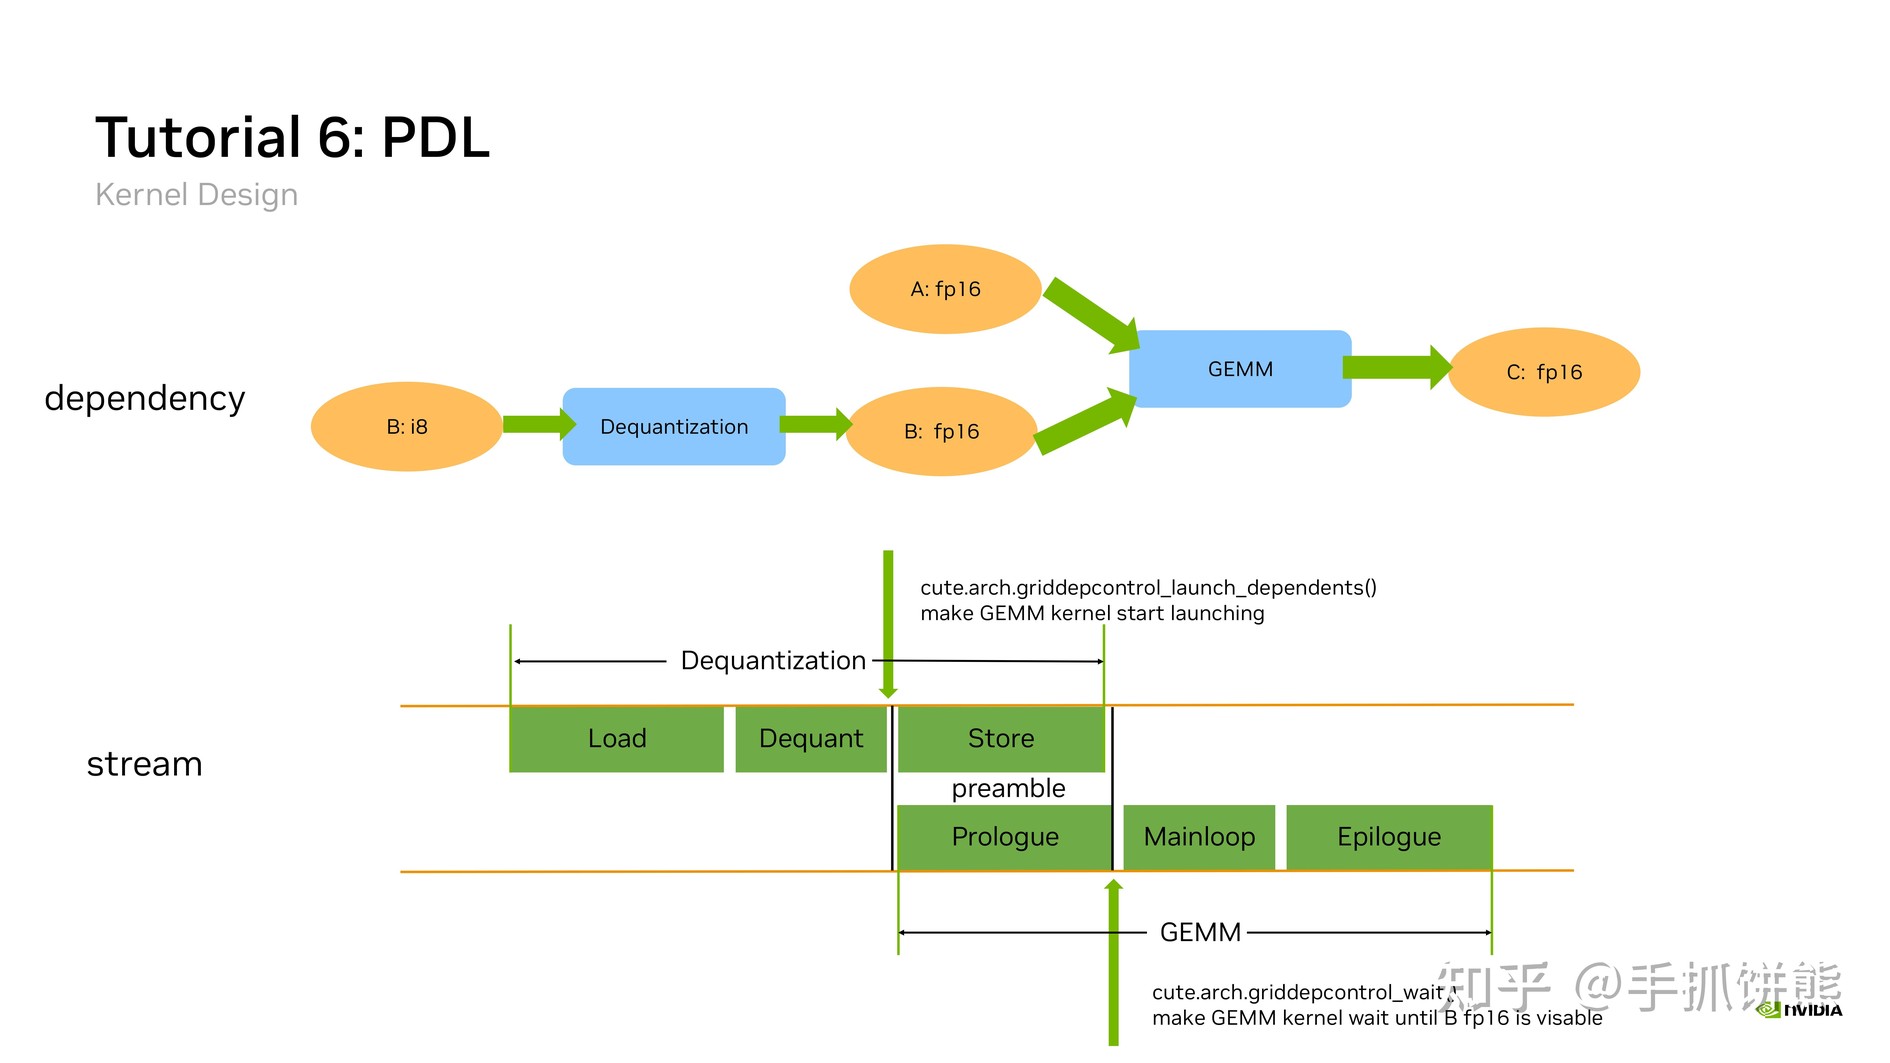 Tutorial 6: PDL
Kernel Design
A: fp16
GEMM
C: fp16
dependency
B: i8
Dequantization
B: fp16
cute.arch.griddepcontrol_launch_dependents()
make GEMM kernel start launching
Dequantization
Load
Dequant
Store
stream
preamble
Prologue
Mainloop
Epilogue
GEMM
cute.arch.griddepcontrol_wait()
make GEMM kernel wait until B fp16 is visable
知乎 @手抓饼熊
NVIDIA